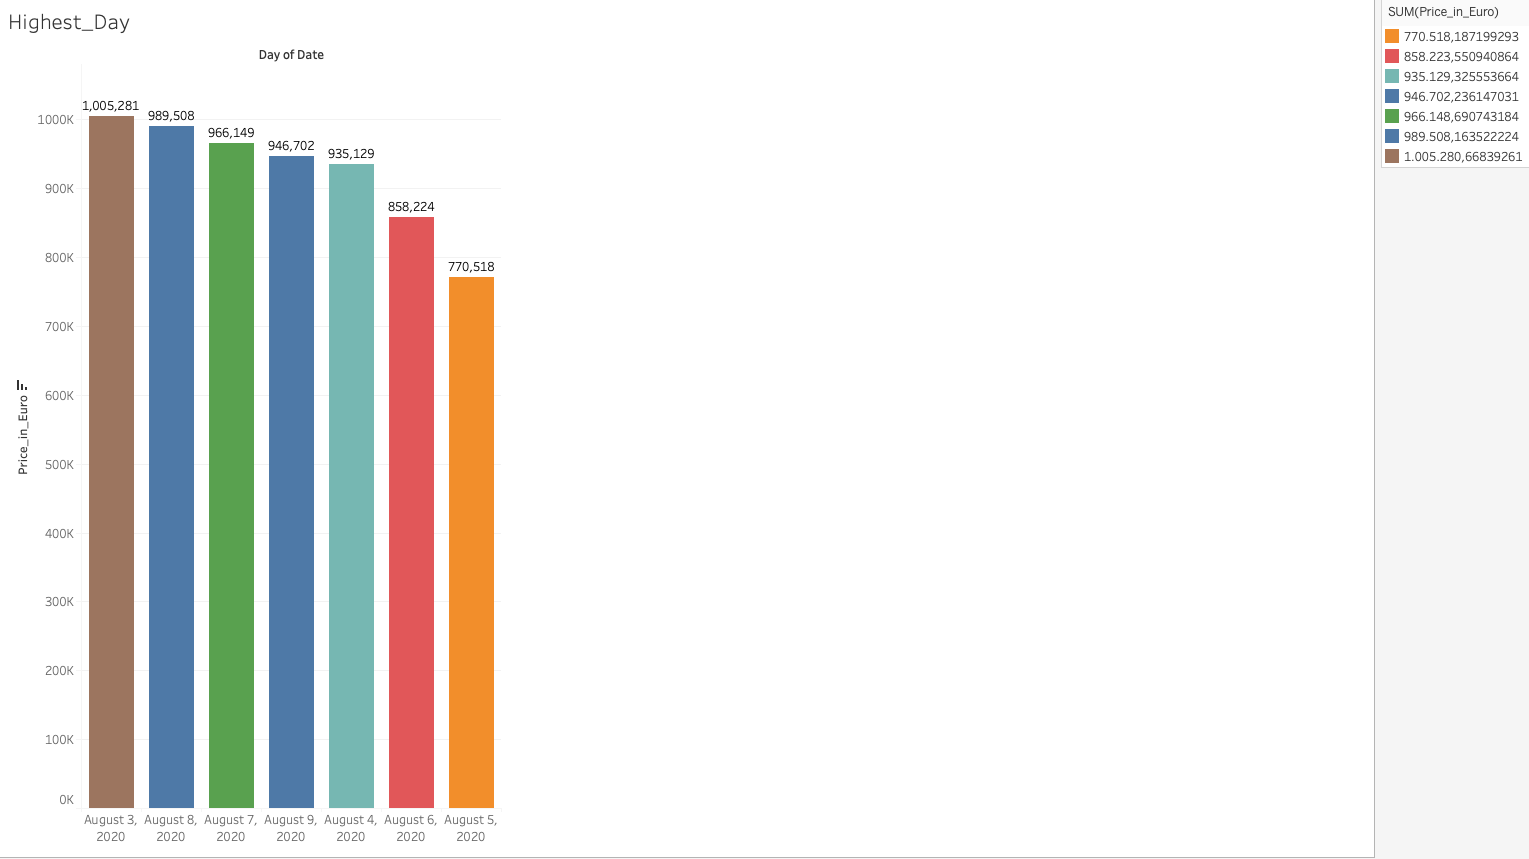 Highest_Day
Day of Date
1,005,281
989,508
966,149
946,702
935,129
858,224
770,518
1000K
900K
800K
700K
600K
500K
400K
300K
200K
100K
0K
Price_in_Euro
August 3, 2020
August 8, 2020
August 7, 2020
August 9, 2020
August 4, 2020
August 6, 2020
August 5, 2020
SUM(Price_in_Euro)
770.518,187199293
858.223,550940864
935.129,325553664
946.702,236147031
966.148,690743184
989.508,163522224
1.005.280,66839261